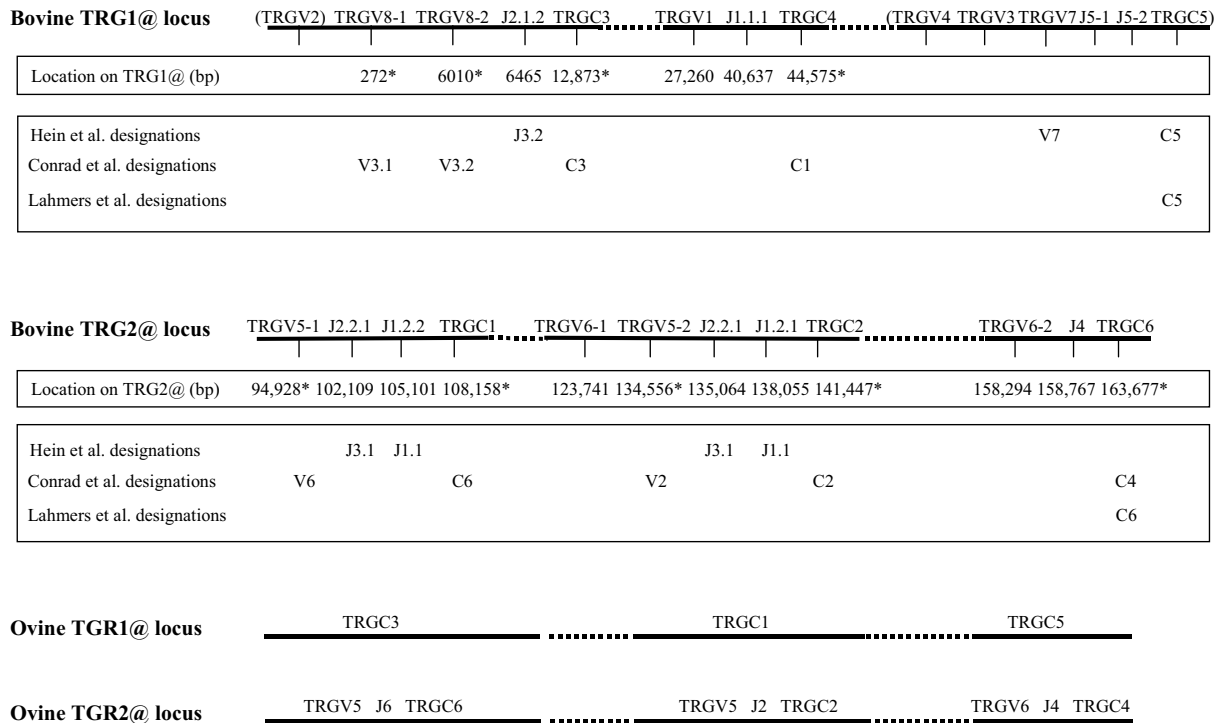 Bovine TRG1@ locus (TRGV2) TRGV8-1 TRGV8-2 J2.1.2 TRGC3 TRGV1 J1.1.1 TRGC4 (TRGV4 TRGV3 TRGV7 J5-1 J5-2 TRGC5)
Location on TRG1@ (bp) 272* 6010* 6465 12,873* 27,260 40,637 44,575*
Hein et al. designations J3.2 V7 C5
Conrad et al. designations V3.1 V3.2 C3 C1
Lahmers et al. designations C5
Bovine TRG2@ locus TRGV5-1 J2.2.1 J1.2.2 TRGC1 TRGV6-1 TRGV5-2 J2.2.1 J1.2.1 TRGC2 TRGV6-2 J4 TRGC6
Location on TRG2@ (bp) 94,928* 102,109 105,101 108,158* 123,741 134,556* 135,064 138,055 141,447* 158,294 158,767 163,677*
Hein et al. designations J3.1 J1.1 J3.1 J1.1
Conrad et al. designations V6 C6 V2 C2 C4
Lahmers et al. designations C6
Ovine TGR1@ locus TRGC3 TRGC1 TRGC5
Ovine TGR2@ locus TRGV5 J6 TRGC6 TRGV5 J2 TRGC2 TRGV6 J4 TRGC4